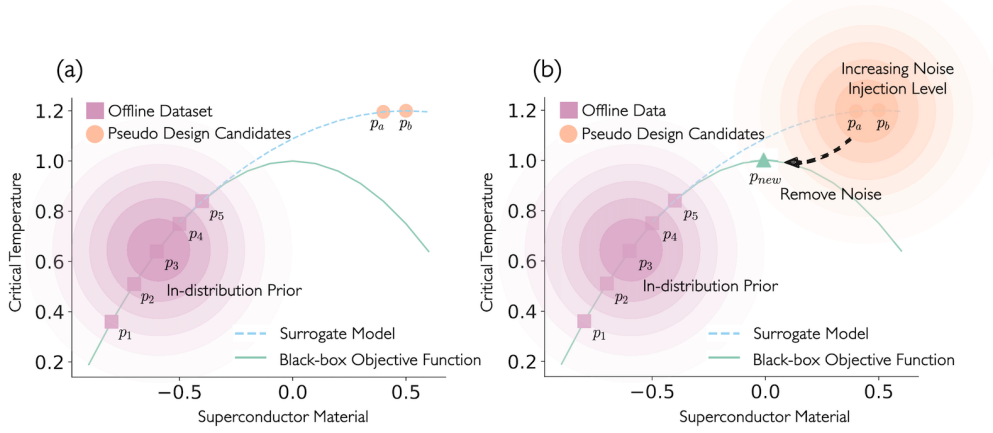 (a)
Offline Dataset
Pseudo Design Candidates
Critical Temperature
1.2
1.0
0.8
0.6
0.4
0.2
p_a
p_b
p_5
p_4
p_3
p_2
p_1
In-distribution Prior
Surrogate Model
Black-box Objective Function
−0.5
0.0
0.5
Superconductor Material
(b)
Increasing Noise
Injection Level
Offline Data
Pseudo Design Candidates
Critical Temperature
1.2
1.0
0.8
0.6
0.4
0.2
p_a
p_b
p_new
Remove Noise
p_5
p_4
p_3
p_2
p_1
In-distribution Prior
Surrogate Model
Black-box Objective Function
−0.5
0.0
0.5
Superconductor Material